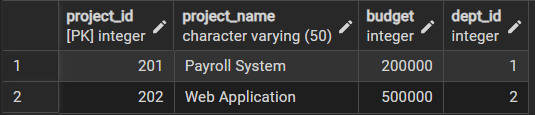 project_id project_name budget dept_id
[PK] integer character varying (50) integer integer
1 201 Payroll System 200000 1
2 202 Web Application 500000 2